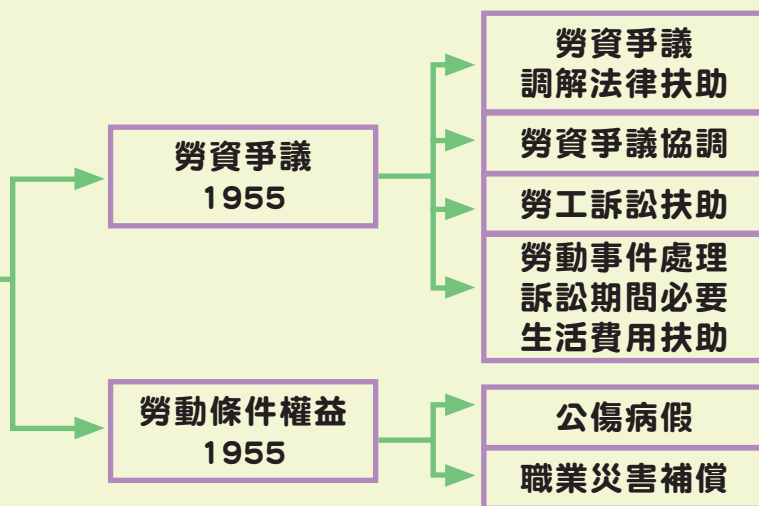 勞資爭議
1955
勞資爭議
調解法律扶助
勞資爭議協調
勞工訴訟扶助
勞動事件處理
訴訟期間必要
生活費用扶助
勞動條件權益
1955
公傷病假
職業災害補償